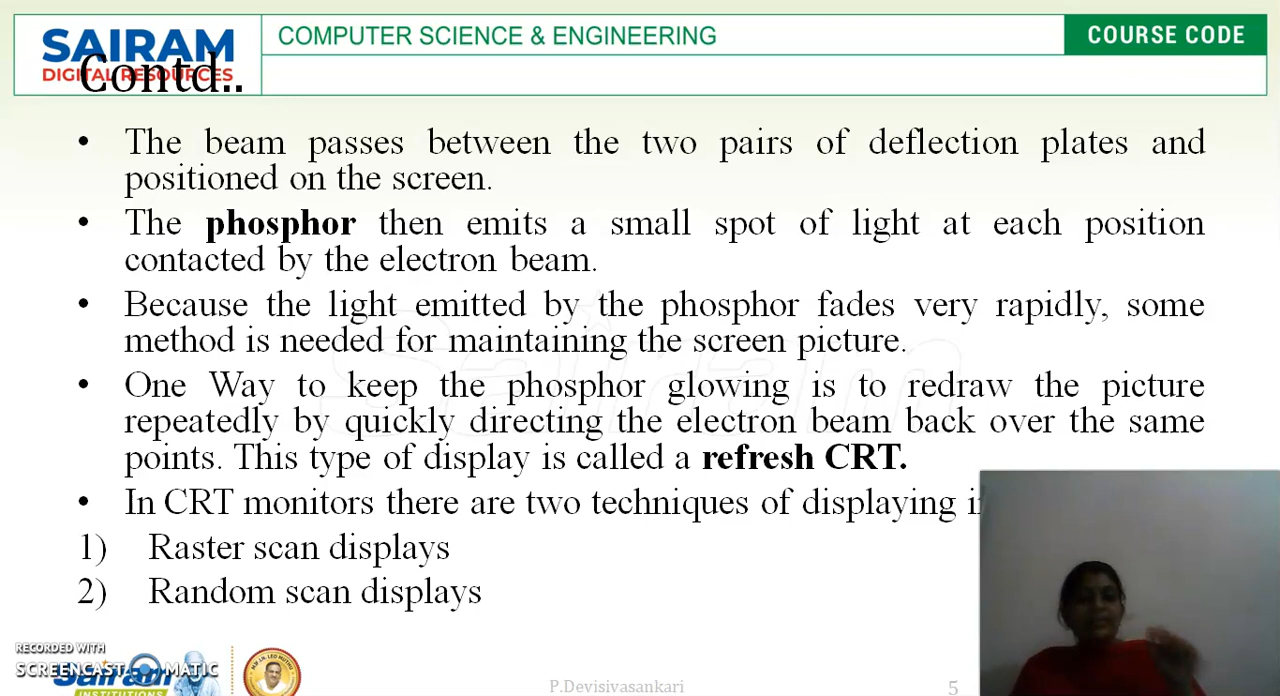 SAIRAM
DIGITAL RESOURCES
COMPUTER SCIENCE & ENGINEERING
COURSE CODE
Contd..
• The beam passes between the two pairs of deflection plates and
positioned on the screen.
• The phosphor then emits a small spot of light at each position
contacted by the electron beam.
• Because the light emitted by the phosphor fades very rapidly, some
method is needed for maintaining the screen picture.
• One Way to keep the phosphor glowing is to redraw the picture
repeatedly by quickly directing the electron beam back over the same
points. This type of display is called a refresh CRT.
• In CRT monitors there are two techniques of displaying
1) Raster scan displays
2) Random scan displays
Sairam
RECORDED WITH
SCREENCAST MATIC
Sairam
INSTITUTIONS
P.Devisivasankari
5